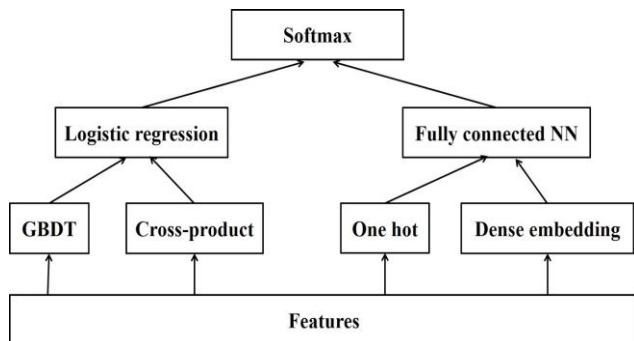 Softmax
Logistic regression
Fully connected NN
GBDT
Cross-product
One hot
Dense embedding
Features